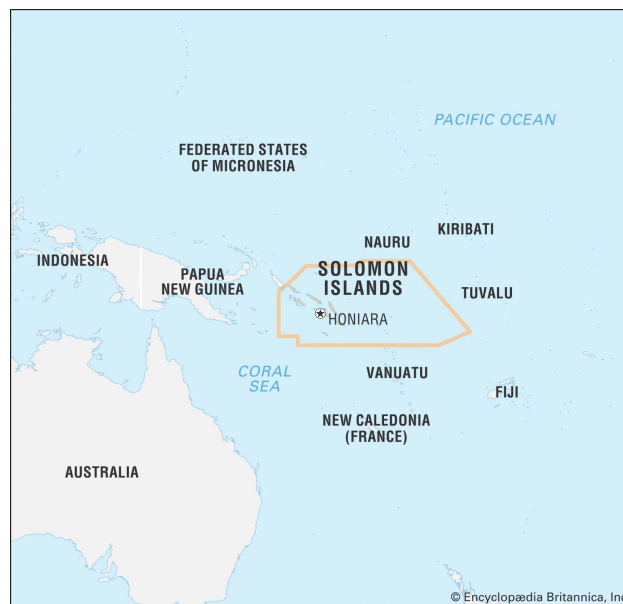 PACIFIC OCEAN
FEDERATED STATES
OF MICRONESIA
KIRIBATI
NAURU
INDONESIA
PAPUA
NEW GUINEA
SOLOMON
ISLANDS
TUVALU
HONIARA
CORAL
SEA
VANUATU
FIJI
NEW CALEDONIA
(FRANCE)
AUSTRALIA
© Encyclopædia Britannica, Inc